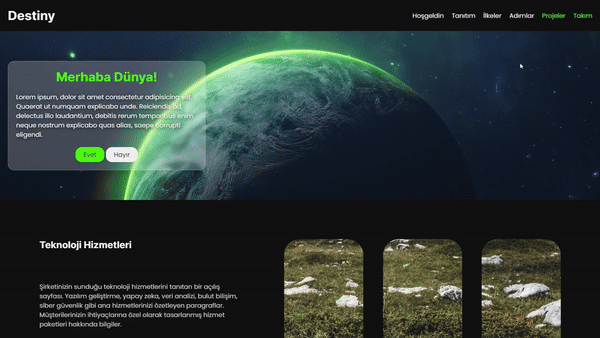 Destiny
Hoşgeldin Tanıtım İlkeler Adımlar Projeler Takım
Merhaba Dünya!
Lorem ipsum, dolor sit amet consectetur adipisicing elit.
Quaerat ut numquam explicabo unde. Reiciendis ad,
delectus illo laudantium, debitis rerum temporibus enim
neque nostrum explicabo quas alias, saepe corrupti
eligendi.
Evet Hayır
Teknoloji Hizmetleri
Şirketinizin sunduğu teknoloji hizmetlerini tanıtan bir açılış
sayfası. Yazılım geliştirme, yapay zeka, veri analizi, bulut bilişim,
siber güvenlik gibi ana hizmetlerinizi özetleyen paragraflar.
Müşterilerinizin ihtiyaçlarına özel olarak tasarlanmış hizmet
paketleri hakkında bilgiler.